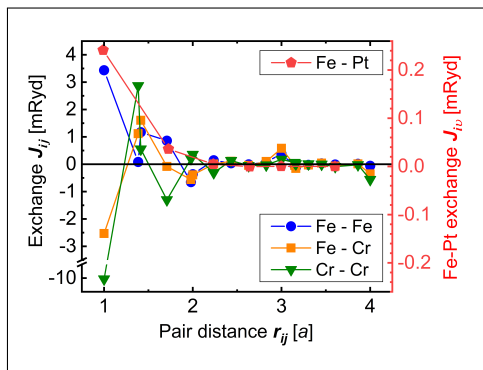 4
3
2
1
0
-1
-2
-3
-10
Exchange J_ij [mRyd]
Fe - Pt
Fe - Fe
Fe - Cr
Cr - Cr
0.2
0.1
0.0
-0.1
-0.2
Fe-Pt exchange J_iν [mRyd]
1 2 3 4
Pair distance r_ij [a]